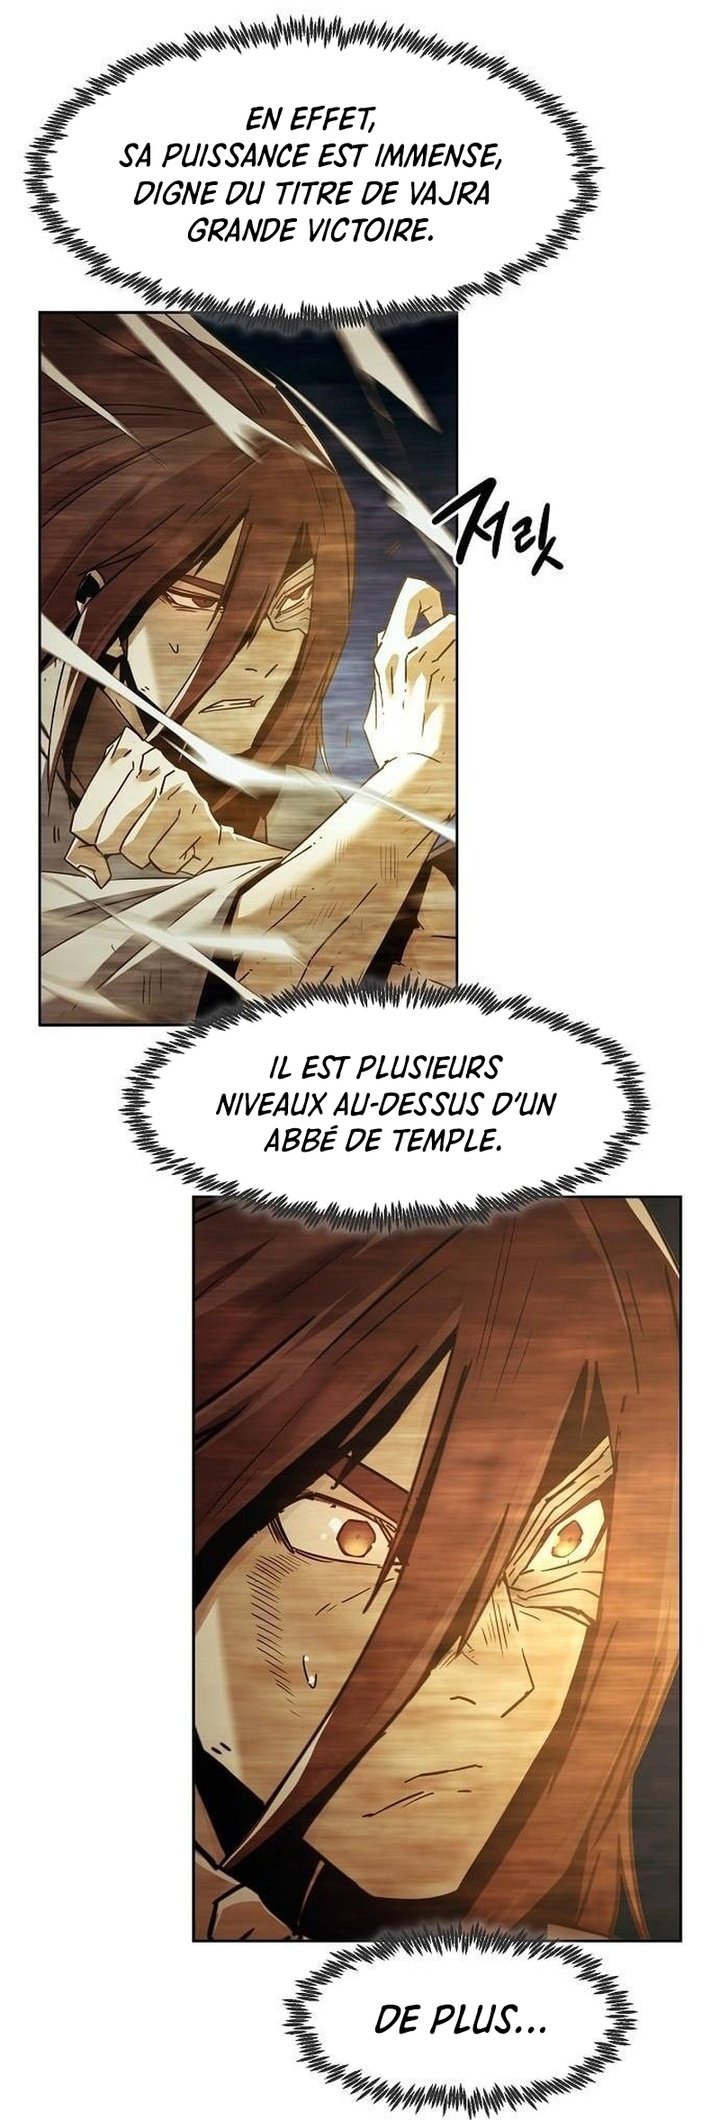 EN EFFET,
SA PUISSANCE EST IMMENSE,
DIGNE DU TITRE DE VAJRA
GRANDE VICTOIRE.
저릿
IL EST PLUSIEURS
NIVEAUX AU-DESSUS D'UN
ABBÉ DE TEMPLE.
DE PLUS...